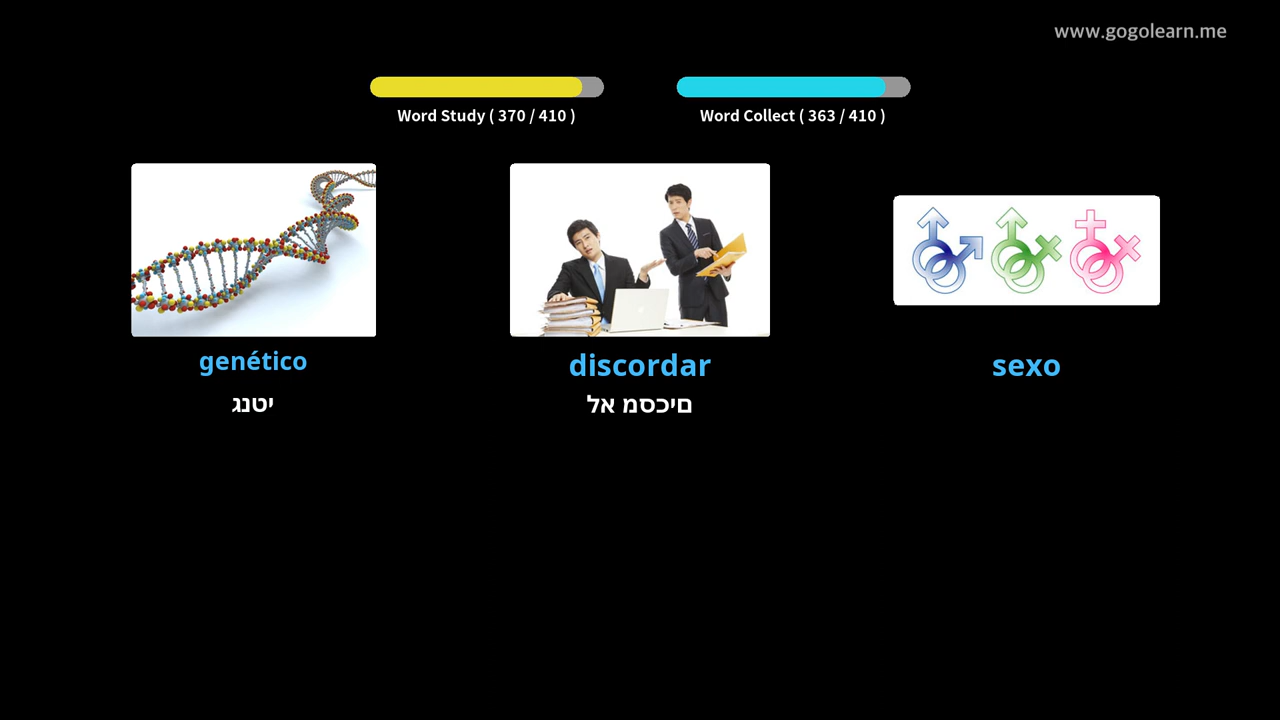 www.gogolearn.me
Word Study ( 370 / 410 )
Word Collect ( 363 / 410 )
genético
יטנג
discordar
םיכסמ אל
sexo